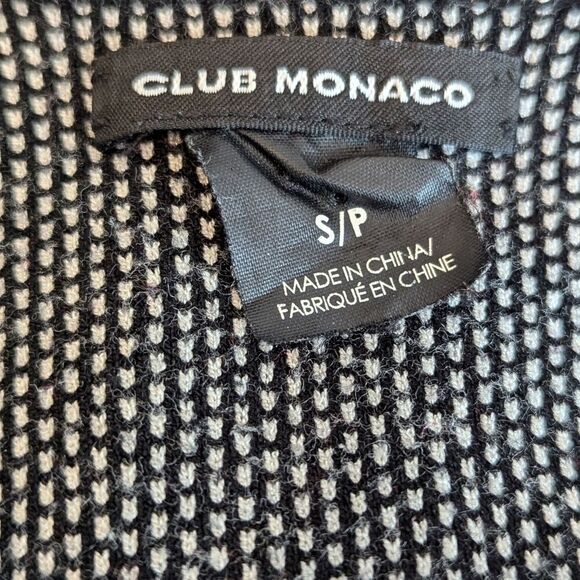 CLUB MONACO
S/P
MADE IN CHINA/
FABRIQUÉ EN CHINE